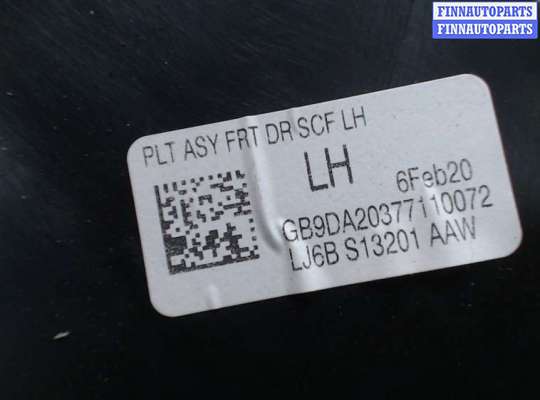 FINNAUTOPARTS
FINNAUTOPARTS
PLT ASY FRT DR SCF LH
LH
6Feb20
GB9DA20377110072
LJ6B S13201 AAW